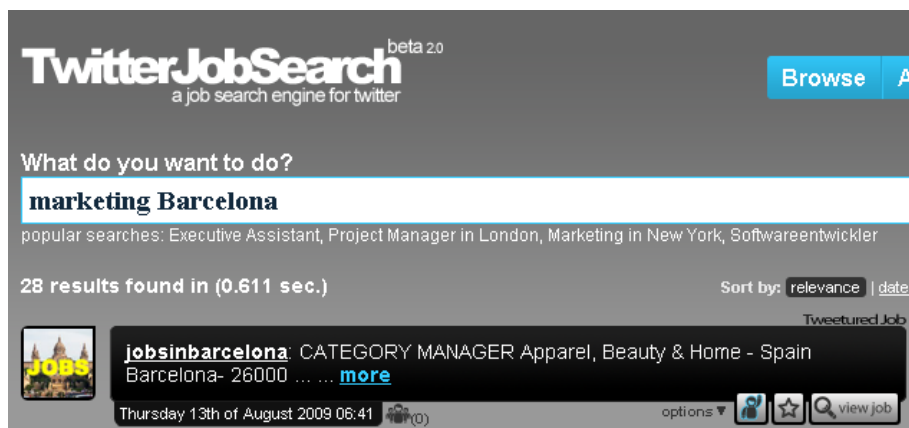 beta 2.0
TwitterJobSearch
a job search engine for twitter
Browse A
What do you want to do?
marketing Barcelona
popular searches: Executive Assistant, Project Manager in London, Marketing in New York, Softwareentwickler
28 results found in (0.611 sec.)
Sort by: relevance | date
Tweetured Job
JOBS
jobsinbarcelona: CATEGORY MANAGER Apparel, Beauty & Home - Spain
Barcelona- 26000 ... ... more
Thursday 13th of August 2009 06:41 (0)
options ▼ view job